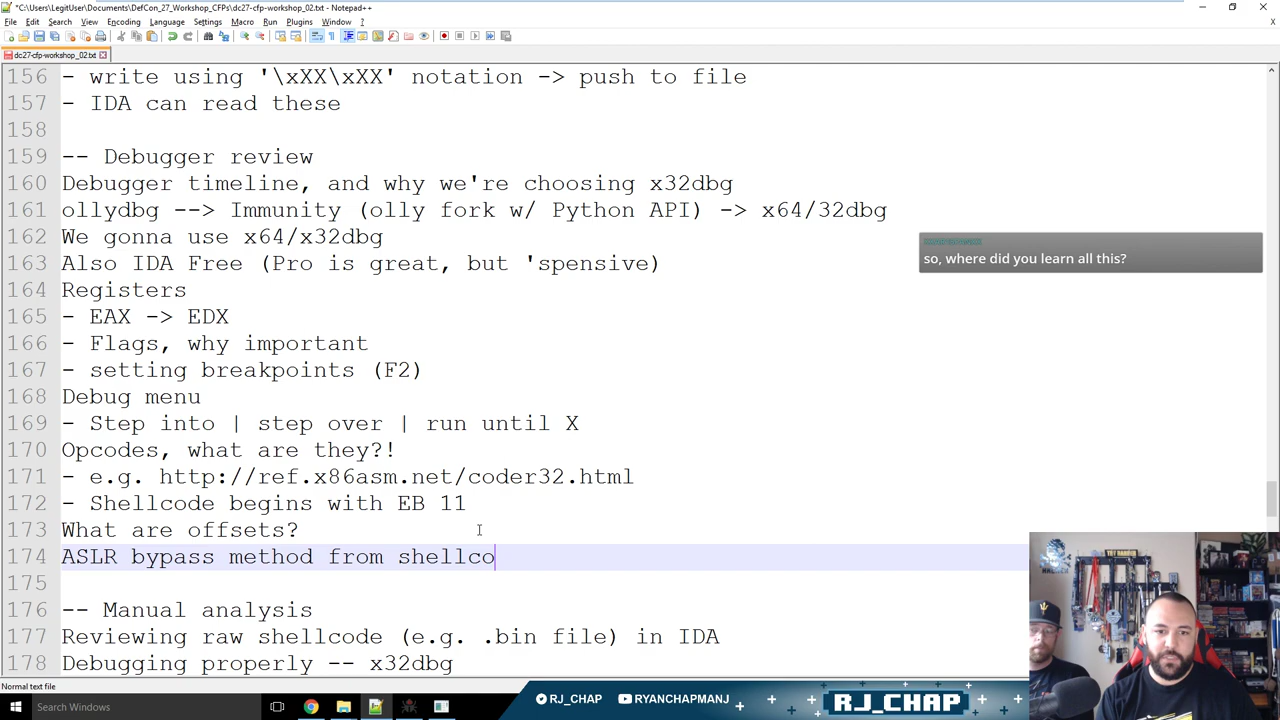 *C:\Users\LegitUser\Documents\DefCon_27_Workshop_CFPs\dc27-cfp-workshop_02.txt - Notepad++
File Edit Search View Encoding Language Settings Macro Run Plugins Window ?
dc27-cfp-workshop_02.txt
156 - write using '\xXX\xXX' notation -> push to file
157 - IDA can read these
158
159 -- Debugger review
160 Debugger timeline, and why we're choosing x32dbg
161 ollydbg --> Immunity (olly fork w/ Python API) -> x64/32dbg
162 We gonna use x64/x32dbg
163 Also IDA Free (Pro is great, but 'spensive)
so, where did you learn all this?
164 Registers
165 - EAX -> EDX
166 - Flags, why important
167 - setting breakpoints (F2)
168 Debug menu
169 - Step into | step over | run until X
170 Opcodes, what are they?!
171 - e.g. http://ref.x86asm.net/coder32.html
172 - Shellcode begins with EB 11
173 What are offsets?
174 ASLR bypass method from shellco
175
176 -- Manual analysis
177 Reviewing raw shellcode (e.g. .bin file) in IDA
178 Debugging properly -- x32dbg
Normal text file
Search Windows
RJ_CHAP
RYANCHAPMANJ
RJ_CHAP